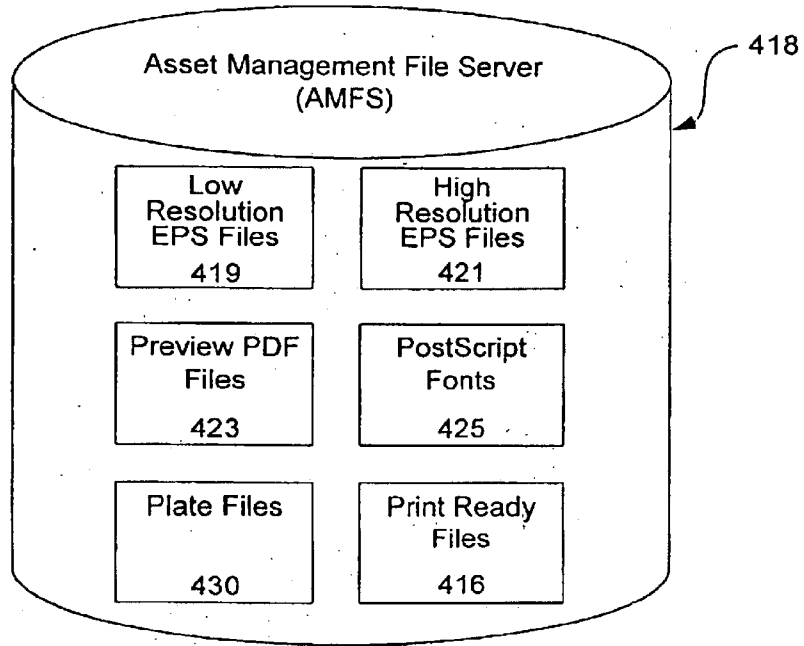 Asset Management File Server
(AMFS)
418
Low
Resolution
EPS Files
419
High
Resolution
EPS Files
421
Preview PDF
Files
423
PostScript
Fonts
425
Plate Files
430
Print Ready
Files
416